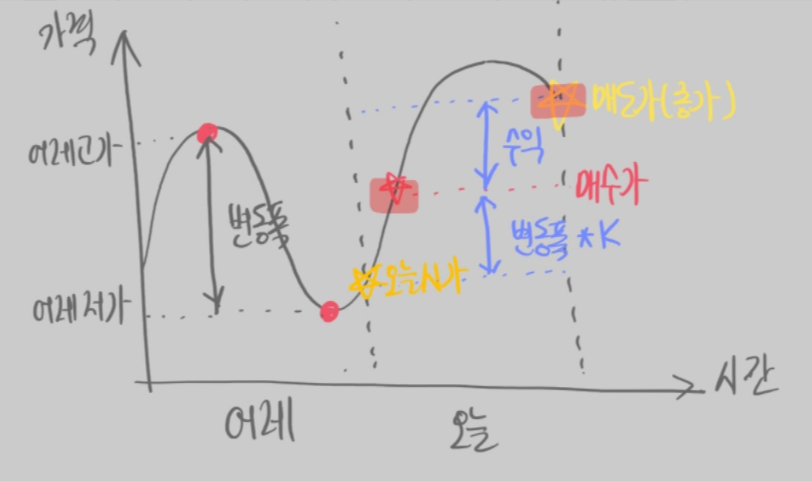 가격
어제고가
변동폭
어제저가
매도가(종가)
수익
매수가
변동폭 * K
오늘시가
시간
어제
오늘